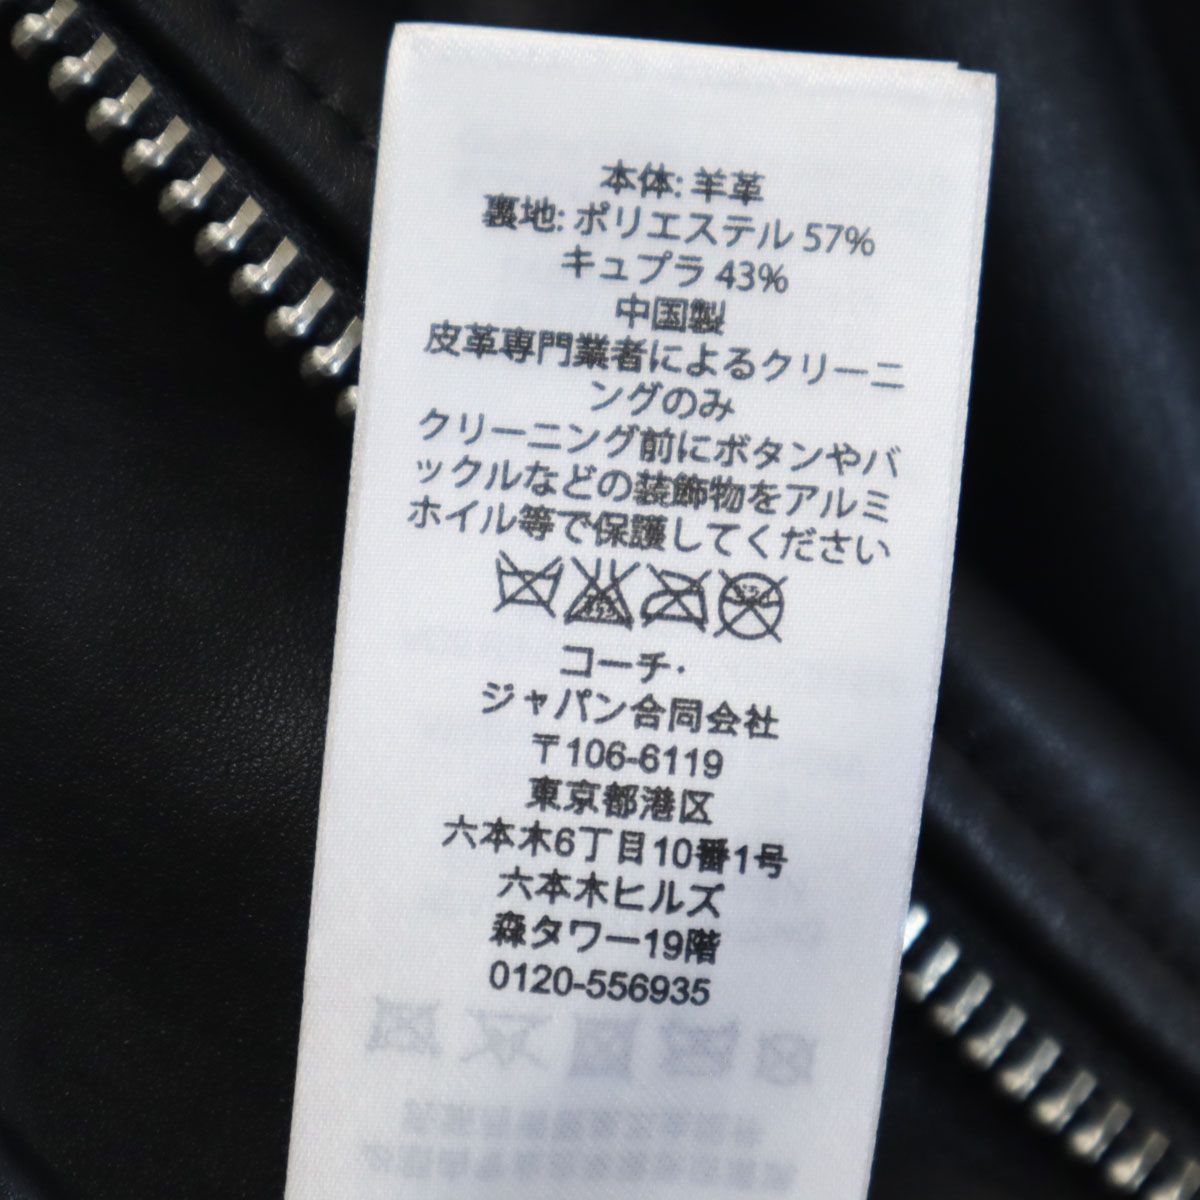 本体: 羊革
裏地: ポリエステル 57%
キュプラ 43%
中国製
皮革専門業者によるクリーニ
ングのみ
クリーニング前にボタンやバ
ックルなどの装飾物をアルミ
ホイル等で保護してください
コーチ・
ジャパン合同会社
〒106-6119
東京都港区
六本木6丁目10番1号
六本木ヒルズ
森タワー19階
0120-556935